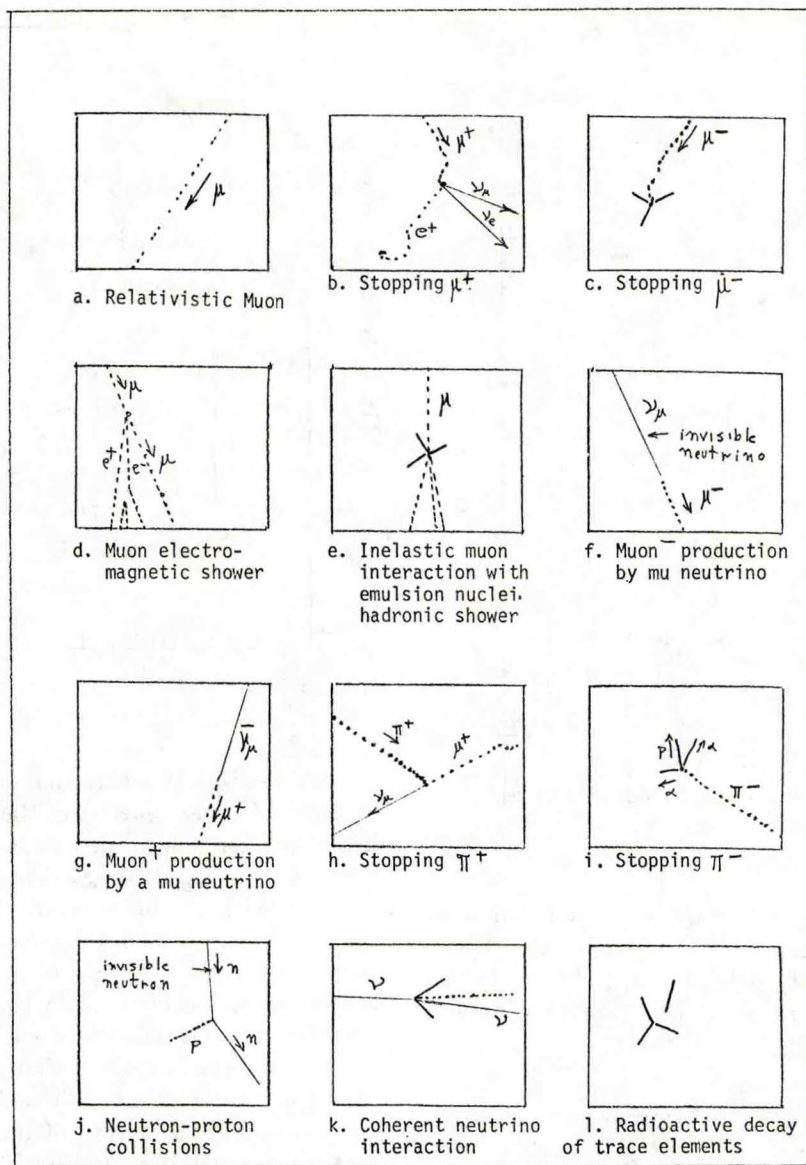 μ
a. Relativistic Muon
μ+
νμ
νe
e+
b. Stopping μ+
μ-
c. Stopping μ-
μ
e+
e-
μ
d. Muon electro-
magnetic shower
μ
e. Inelastic muon
interaction with
emulsion nuclei.
hadronic shower
νμ
invisible
neutrino
μ-
f. Muon- production
by mu neutrino
ν̅μ
μ+
g. Muon+ production
by a mu neutrino
π+
μ+
νμ
h. Stopping π+
p
α
α
π-
i. Stopping π-
invisible
neutron
n
p
n
j. Neutron-proton
collisions
ν
ν
k. Coherent neutrino
interaction
l. Radioactive decay
of trace elements